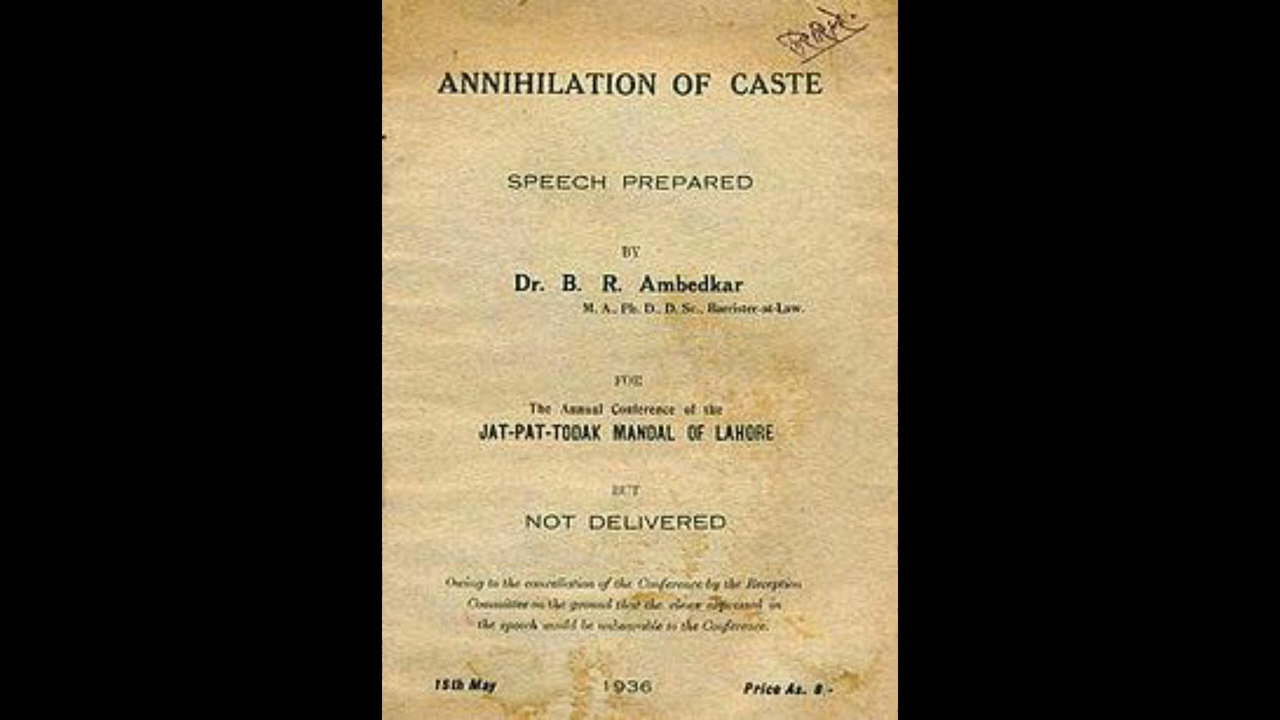 ANNIHILATION OF CASTE
SPEECH PREPARED
BY
Dr. B. R. Ambedkar
M. A., Ph. D., D. Sc., Barrister-at-Law.
FOR
The Annual Conference of the
JAT-PAT-TODAK MANDAL OF LAHORE
BUT
NOT DELIVERED
Owing to the cancellation of the Conference by the Reception
Committee on the ground that the views expressed in
the speech would be unbearable to the Conference.
15th May 1936 Price As. 8-